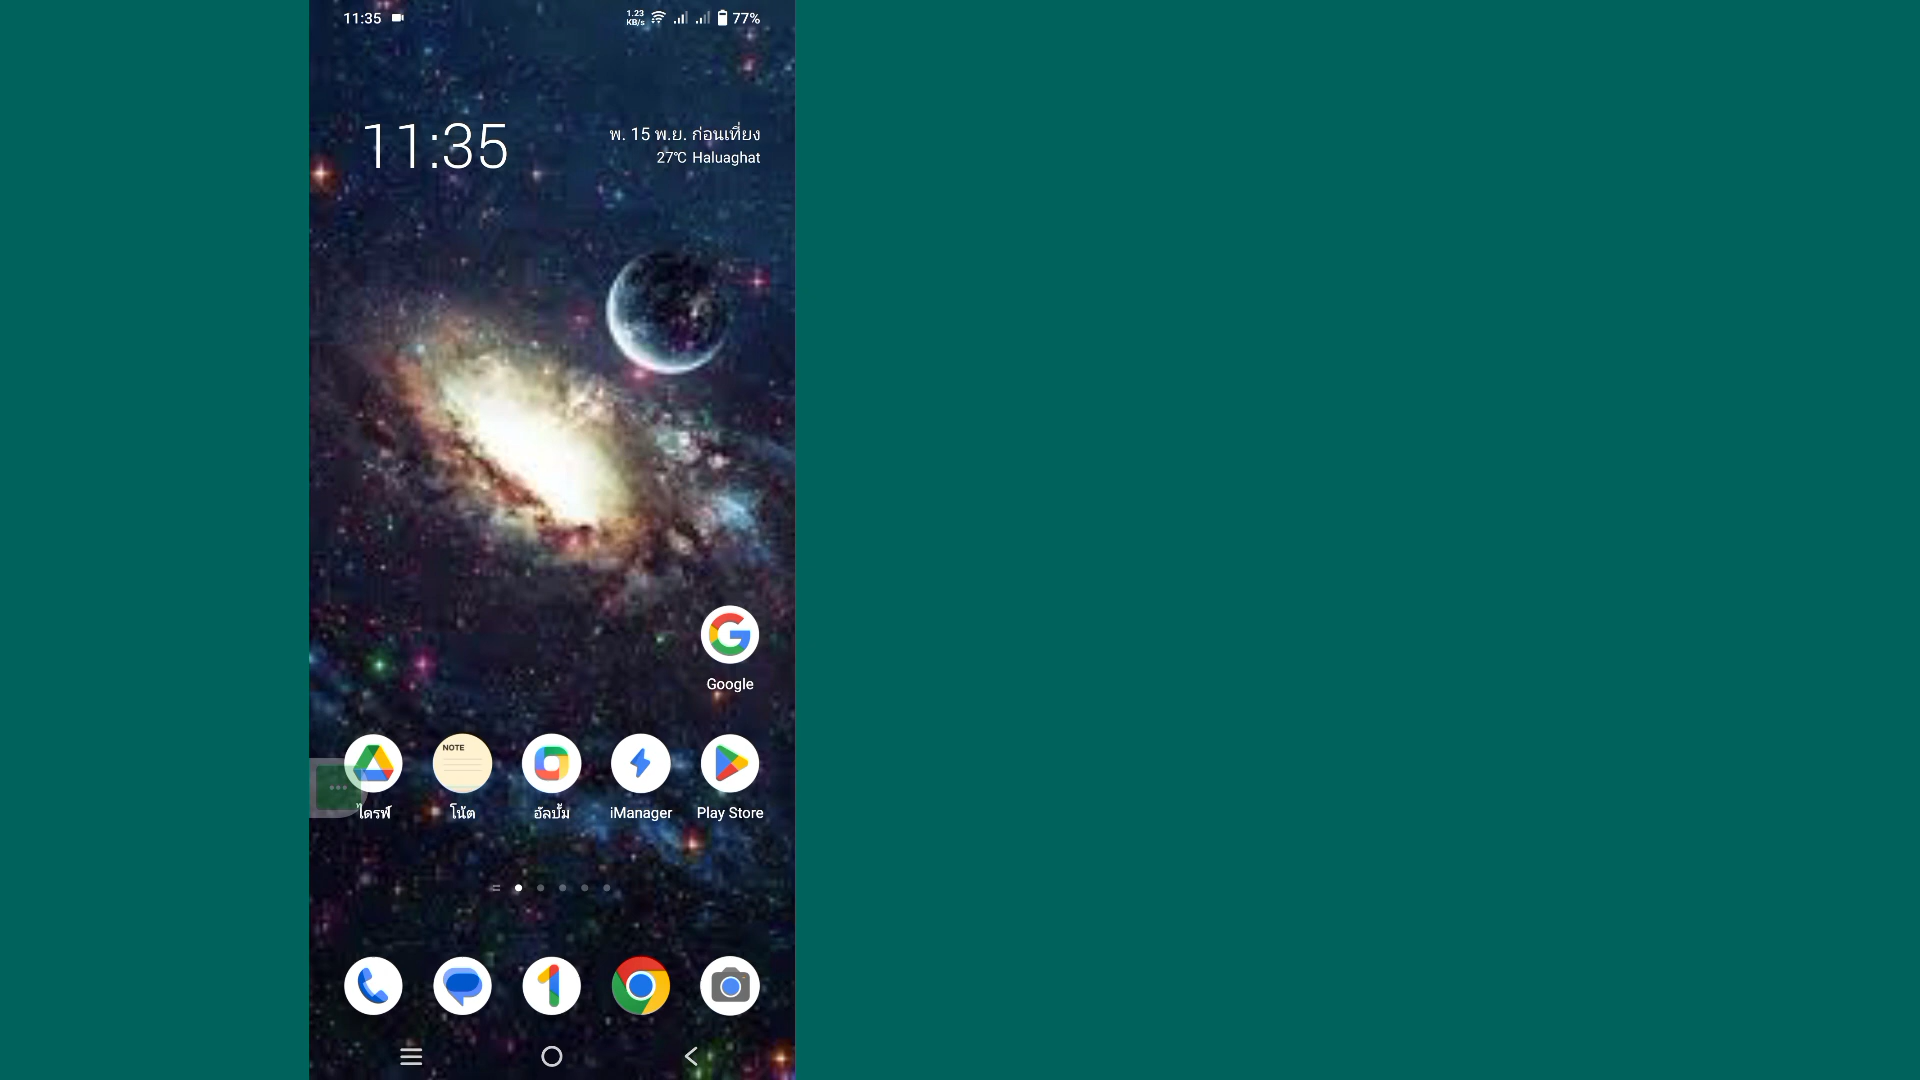 11:35
1.23
KB/s
77%
11:35
พ. 15 พ.ย. ก่อนเที่ยง
27°C Haluaghat
Google
NOTE
ไดรฟ์
โน้ต
อัลบั้ม
iManager
Play Store